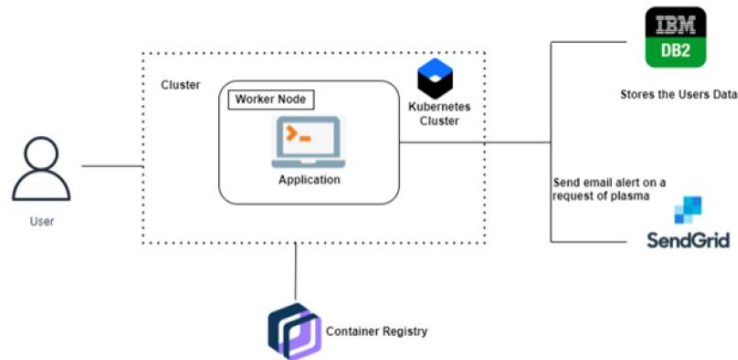 IBM
DB2
Stores the Users Data
Cluster
Worker Node
Kubernetes
Cluster
Application
User
Send email alert on a
request of plasma
SendGrid
Container Registry